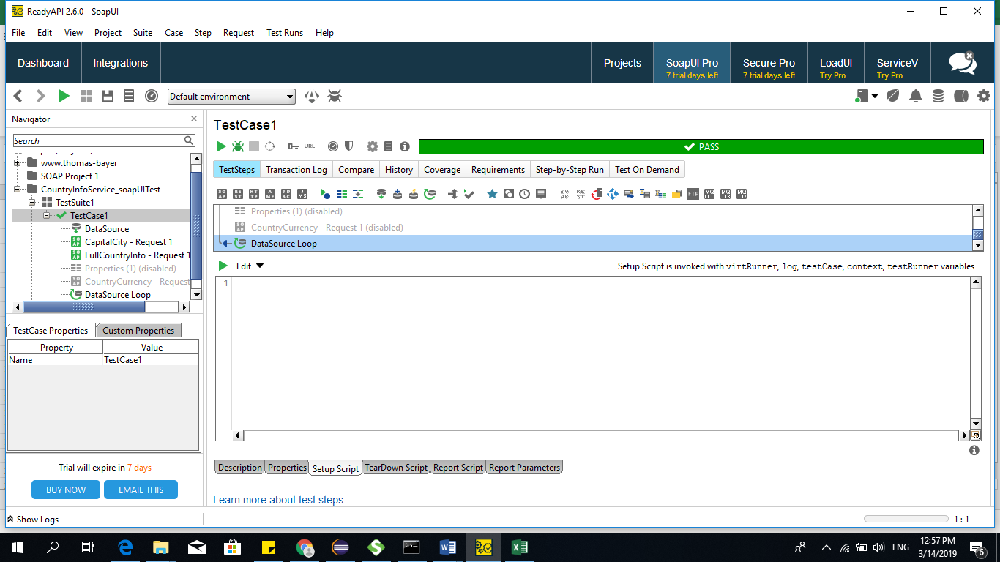 ReadyAPI 2.6.0 - SoapUI
File Edit View Project Suite Case Step Request Test Runs Help
Dashboard Integrations Projects SoapUI Pro Secure Pro LoadUI ServiceV
7 trial days left 7 trial days left Try Pro Try Pro
Default environment
Navigator
Search
www.thomas-bayer
SOAP Project 1
CountryInfoService_soapUITest
TestSuite1
TestCase1
DataSource
CapitalCity - Request 1
FullCountryInfo - Request 1
Properties (1) (disabled)
CountryCurrency - Request
DataSource Loop
TestCase Properties Custom Properties
Property Value
Name TestCase1
Trial will expire in 7 days
BUY NOW EMAIL THIS
TestCase1
URL
PASS
TestSteps Transaction Log Compare History Coverage Requirements Step-by-Step Run Test On Demand
Properties (1) (disabled)
CountryCurrency - Request 1 (disabled)
DataSource Loop
Edit Setup Script is invoked with virtRunner, log, testCase, context, testRunner variables
1
Description Properties Setup Script TearDown Script Report Script Report Parameters
Learn more about test steps
Show Logs 1 : 1
ENG 12:57 PM
3/14/2019
6